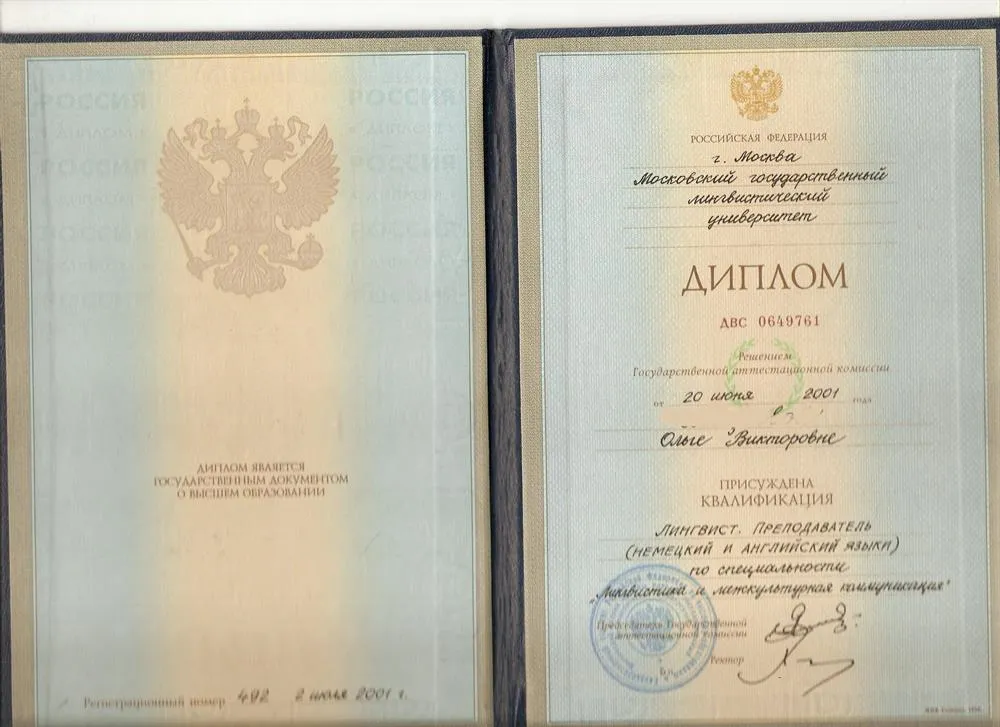 РОССИЯ
РОССИЯ
ДИПЛОМ ЯВЛЯЕТСЯ
ГОСУДАРСТВЕННЫМ ДОКУМЕНТОМ
О ВЫСШЕМ ОБРАЗОВАНИИ
Регистрационный номер 492 2 июля 2001 г.
РОССИЙСКАЯ ФЕДЕРАЦИЯ
г. Москва
Московский государственный
лингвистический
университет
ДИПЛОМ
ДВС 0649761
Решением
Государственной аттестационной комиссии
от 20 июня 2001 года
Ольге Викторовне
ПРИСУЖДЕНА
КВАЛИФИКАЦИЯ
ЛИНГВИСТ. ПРЕПОДАВАТЕЛЬ
(НЕМЕЦКИЙ И АНГЛИЙСКИЙ ЯЗЫКИ)
по специальности
"Лингвистика и межкультурная коммуникация"
Председатель Государственной
аттестационной комиссии
Ректор